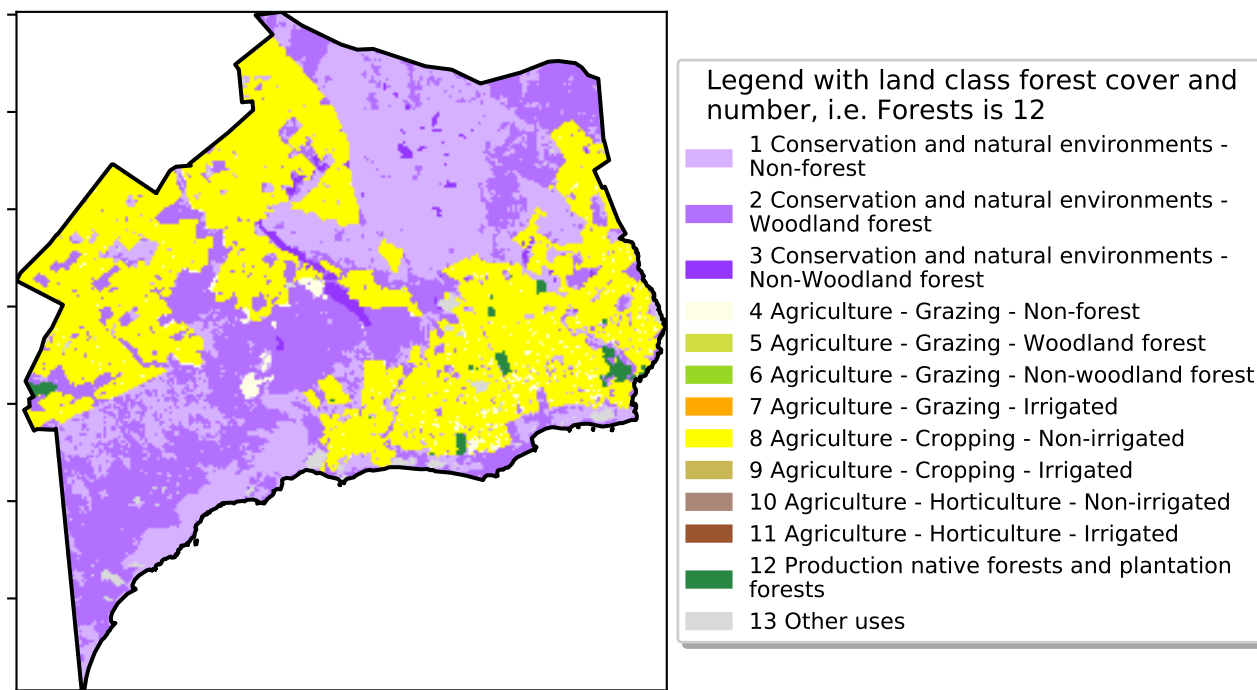 Legend with land class forest cover and
number, i.e. Forests is 12
1 Conservation and natural environments -
Non-forest
2 Conservation and natural environments -
Woodland forest
3 Conservation and natural environments -
Non-Woodland forest
4 Agriculture - Grazing - Non-forest
5 Agriculture - Grazing - Woodland forest
6 Agriculture - Grazing - Non-woodland forest
7 Agriculture - Grazing - Irrigated
8 Agriculture - Cropping - Non-irrigated
9 Agriculture - Cropping - Irrigated
10 Agriculture - Horticulture - Non-irrigated
11 Agriculture - Horticulture - Irrigated
12 Production native forests and plantation
forests
13 Other uses